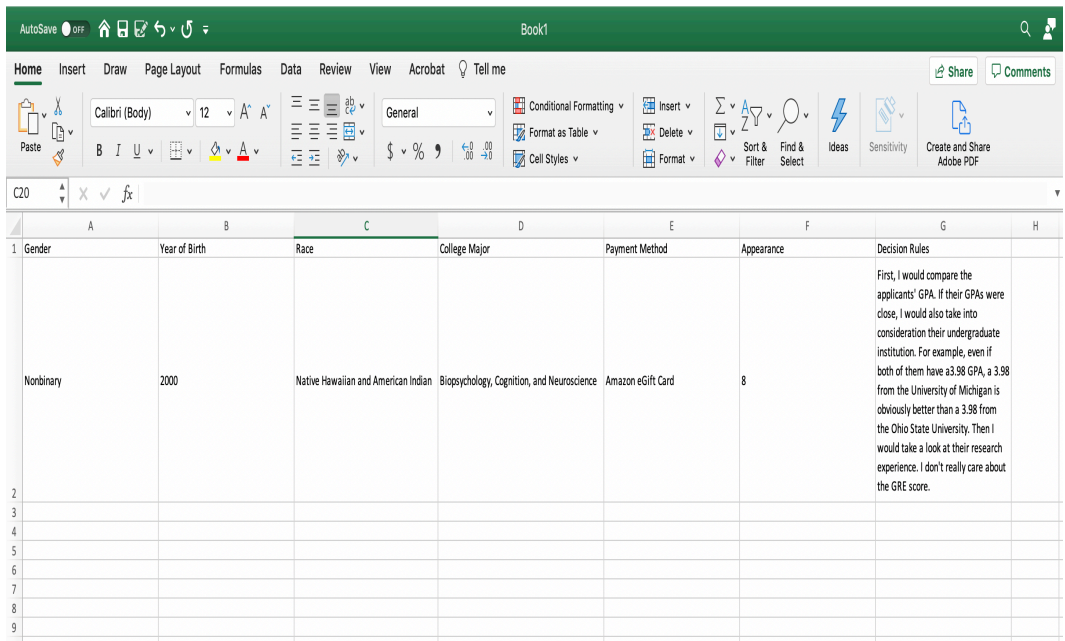 AutoSave OFF Book1
Home Insert Draw Page Layout Formulas Data Review View Acrobat Tell me Share Comments
Calibri (Body) 12 A^ A˅ ab General Conditional Formatting Insert Σ
Format as Table Delete
Paste B I U A $ % Cell Styles Format Sort & Filter Find & Select Ideas Sensitivity Create and Share Adobe PDF
C20 fx
A B C D E F G H
1 Gender Year of Birth Race College Major Payment Method Appearance Decision Rules
First, I would compare the
applicants' GPA. If their GPAs were
close, I would also take into
consideration their undergraduate
institution. For example, even if
both of them have a3.98 GPA, a 3.98
from the University of Michigan is
obviously better than a 3.98 from
the Ohio State University. Then I
would take a look at their research
experience. I don't really care about
the GRE score.
2 Nonbinary 2000 Native Hawaiian and American Indian Biopsychology, Cognition, and Neuroscience Amazon eGift Card 8
3
4
5
6
7
8
9